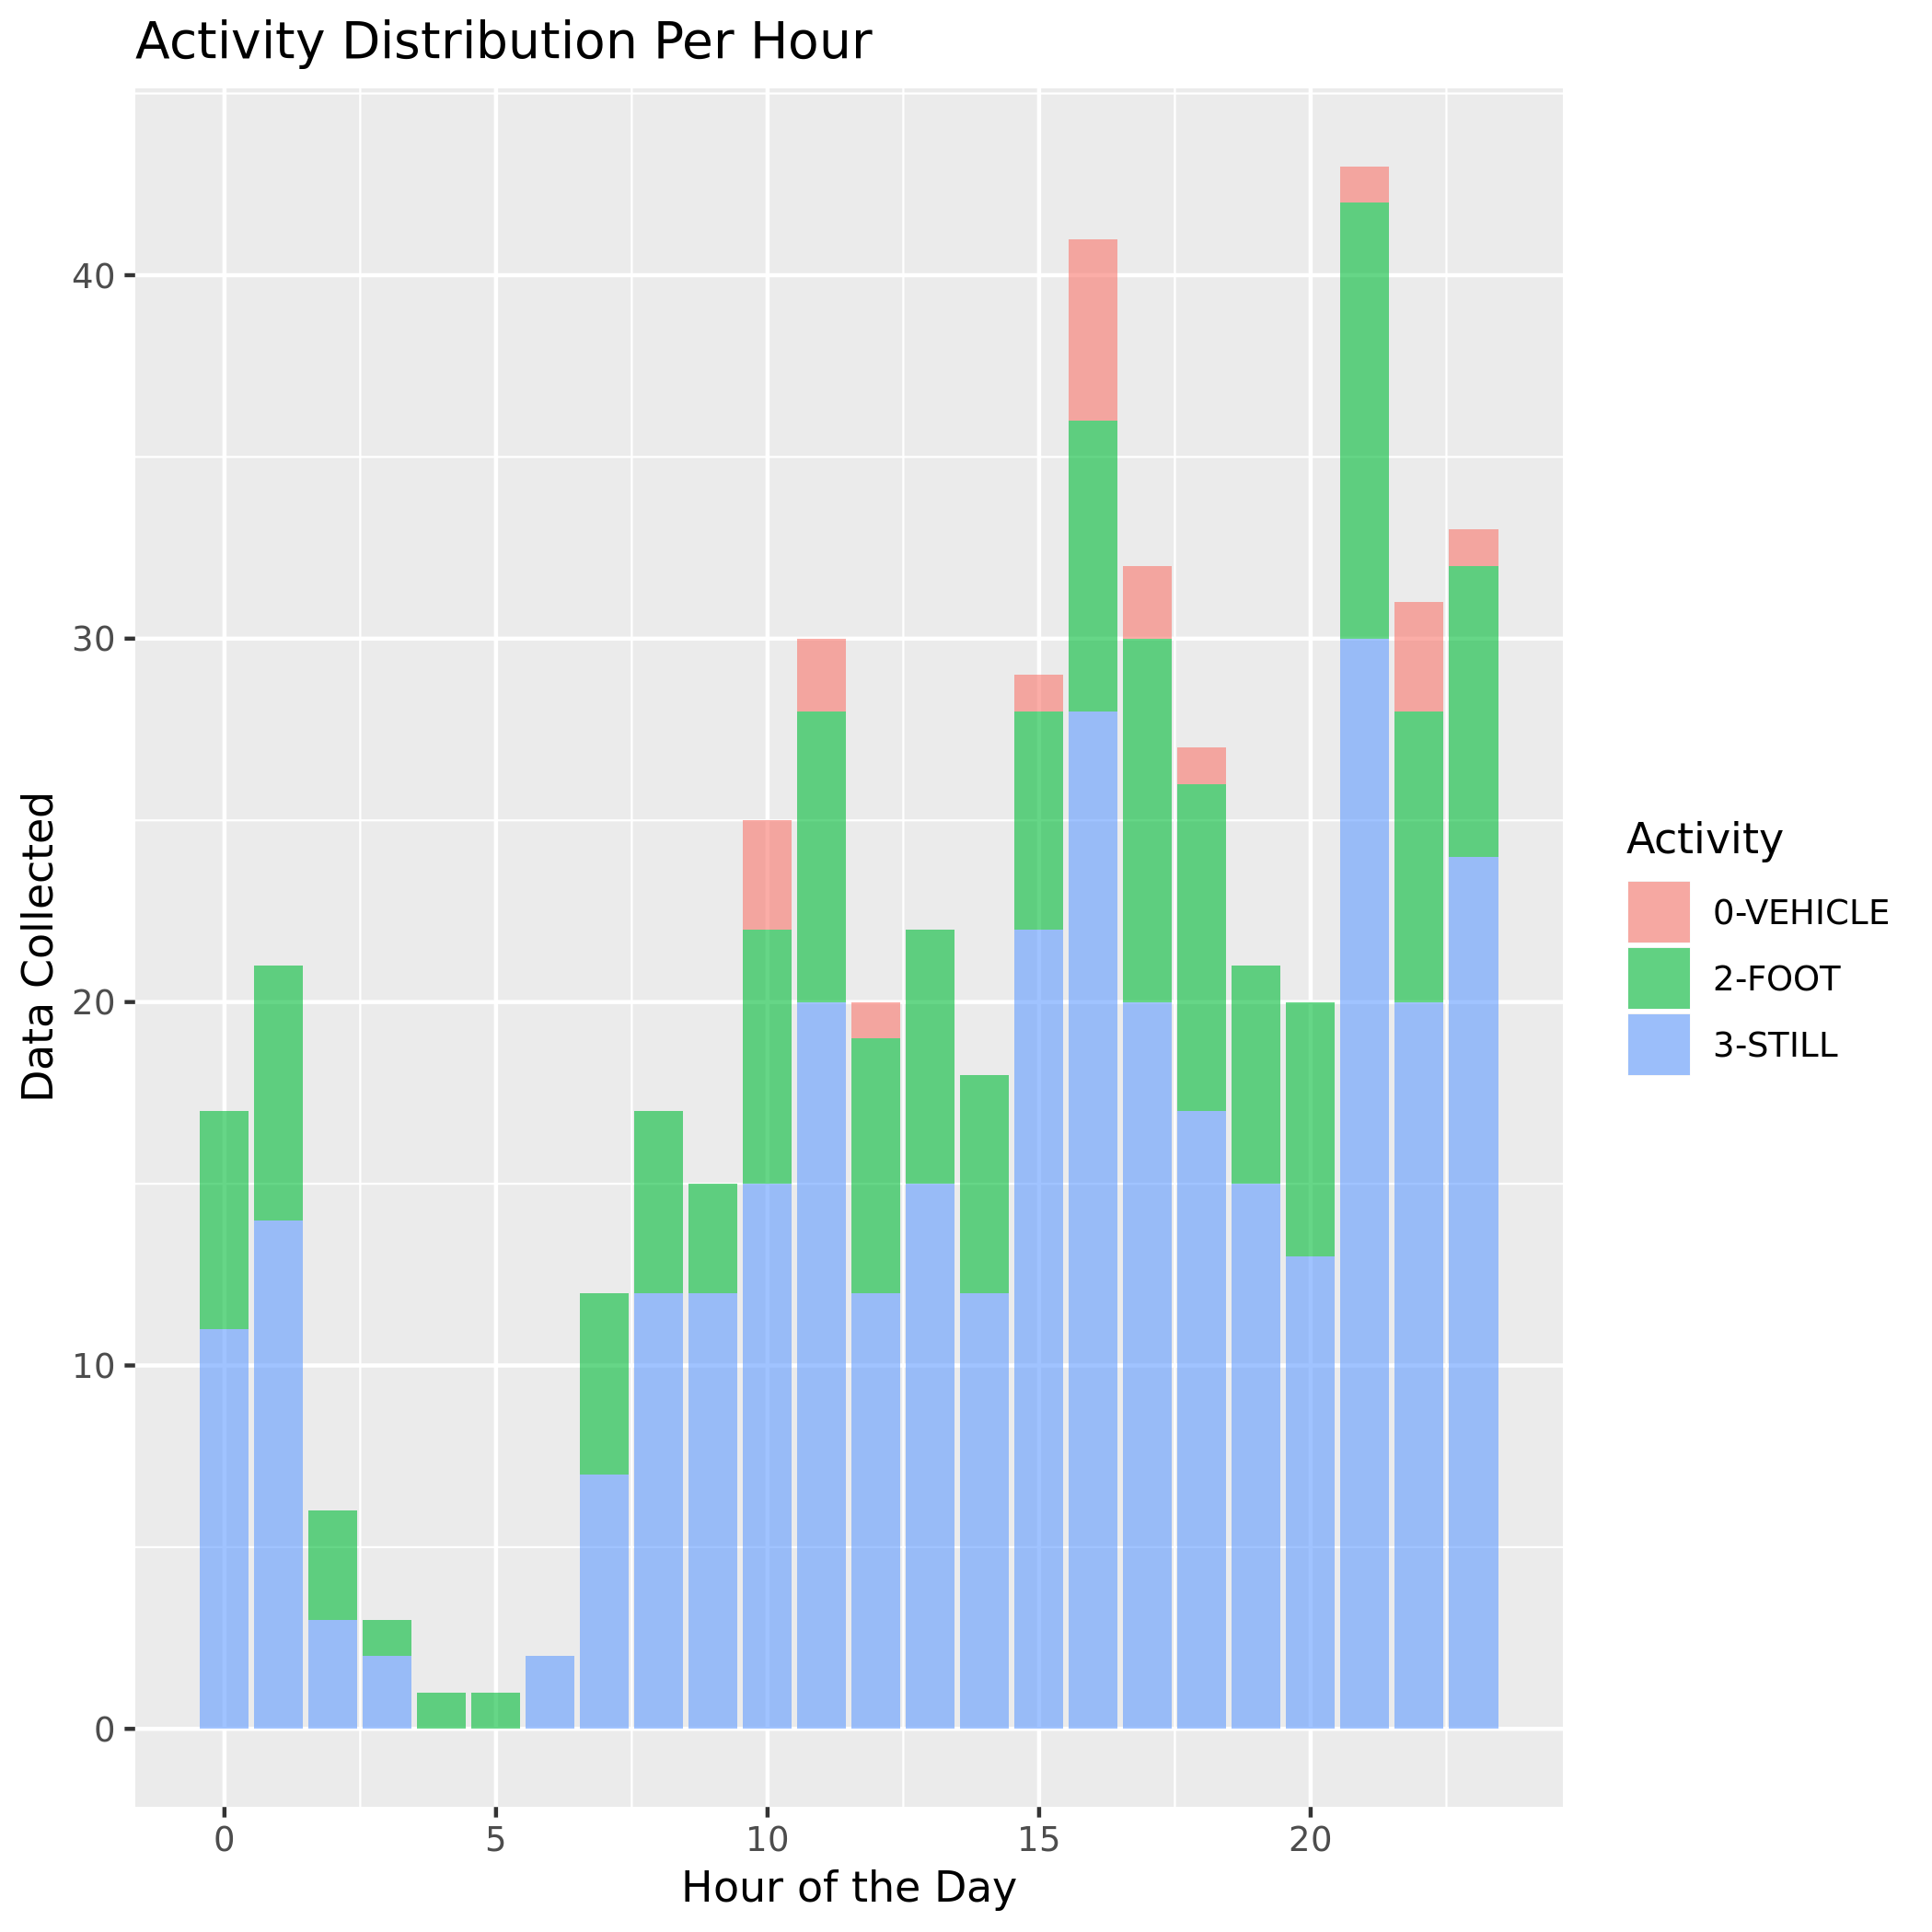 Activity Distribution Per Hour
Data Collected
40
30
20
10
0
0 5 10 15 20
Hour of the Day
Activity
0-VEHICLE
2-FOOT
3-STILL